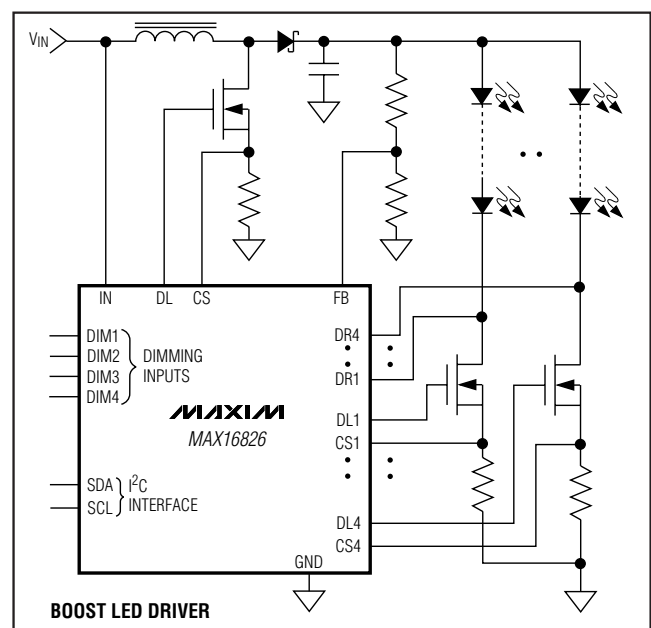 VIN
IN DL CS FB
DIM1
DIM2
DIM3
DIM4
DIMMING
INPUTS
DR4
DR1
DL1
CS1
MAXIM
MAX16826
SDA
SCL
I2C
INTERFACE
DL4
CS4
GND
BOOST LED DRIVER